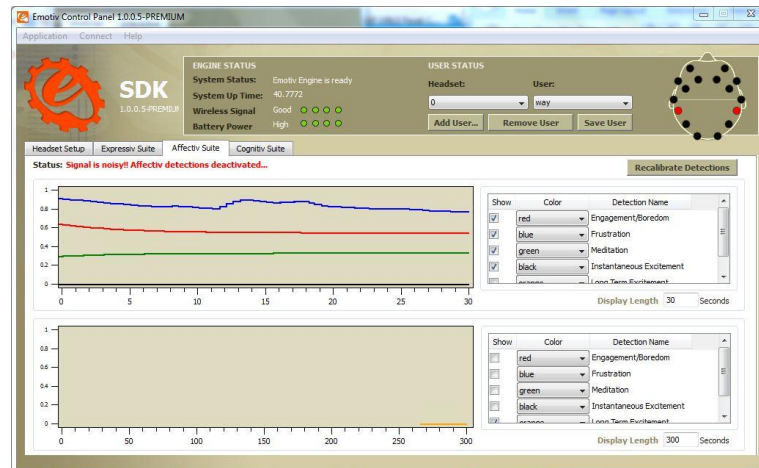 Emotiv Control Panel 1.0.0.5-PREMIUM
Application Connect Help
SDK
1.0.0.5-PREMIUM
ENGINE STATUS
System Status: Emotiv Engine is ready
System Up Time: 40.7772
Wireless Signal Good
Battery Power High
USER STATUS
Headset: User:
0 way
Add User... Remove User Save User
Headset Setup Expressiv Suite Affectiv Suite Cognitiv Suite
Status: Signal is noisy!! Affectiv detections deactivated...
Recalibrate Detections
1
0.8
0.6
0.4
0.2
0
0 5 10 15 20 25 30
Show Color Detection Name
red Engagement/Boredom
blue Frustration
green Meditation
black Instantaneous Excitement
orange Long Term Excitement
Display Length 30 Seconds
1
0.8
0.6
0.4
0.2
0
0 50 100 150 200 250 300
Show Color Detection Name
red Engagement/Boredom
blue Frustration
green Meditation
black Instantaneous Excitement
orange Long Term Excitement
Display Length 300 Seconds